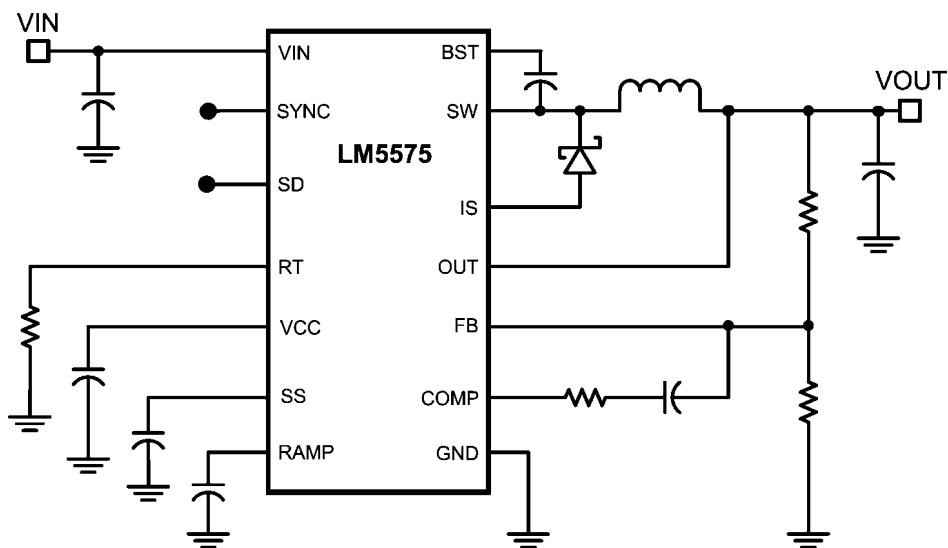 VIN
VOUT
LM5575
VIN
SYNC
SD
RT
VCC
SS
RAMP
BST
SW
IS
OUT
FB
COMP
GND